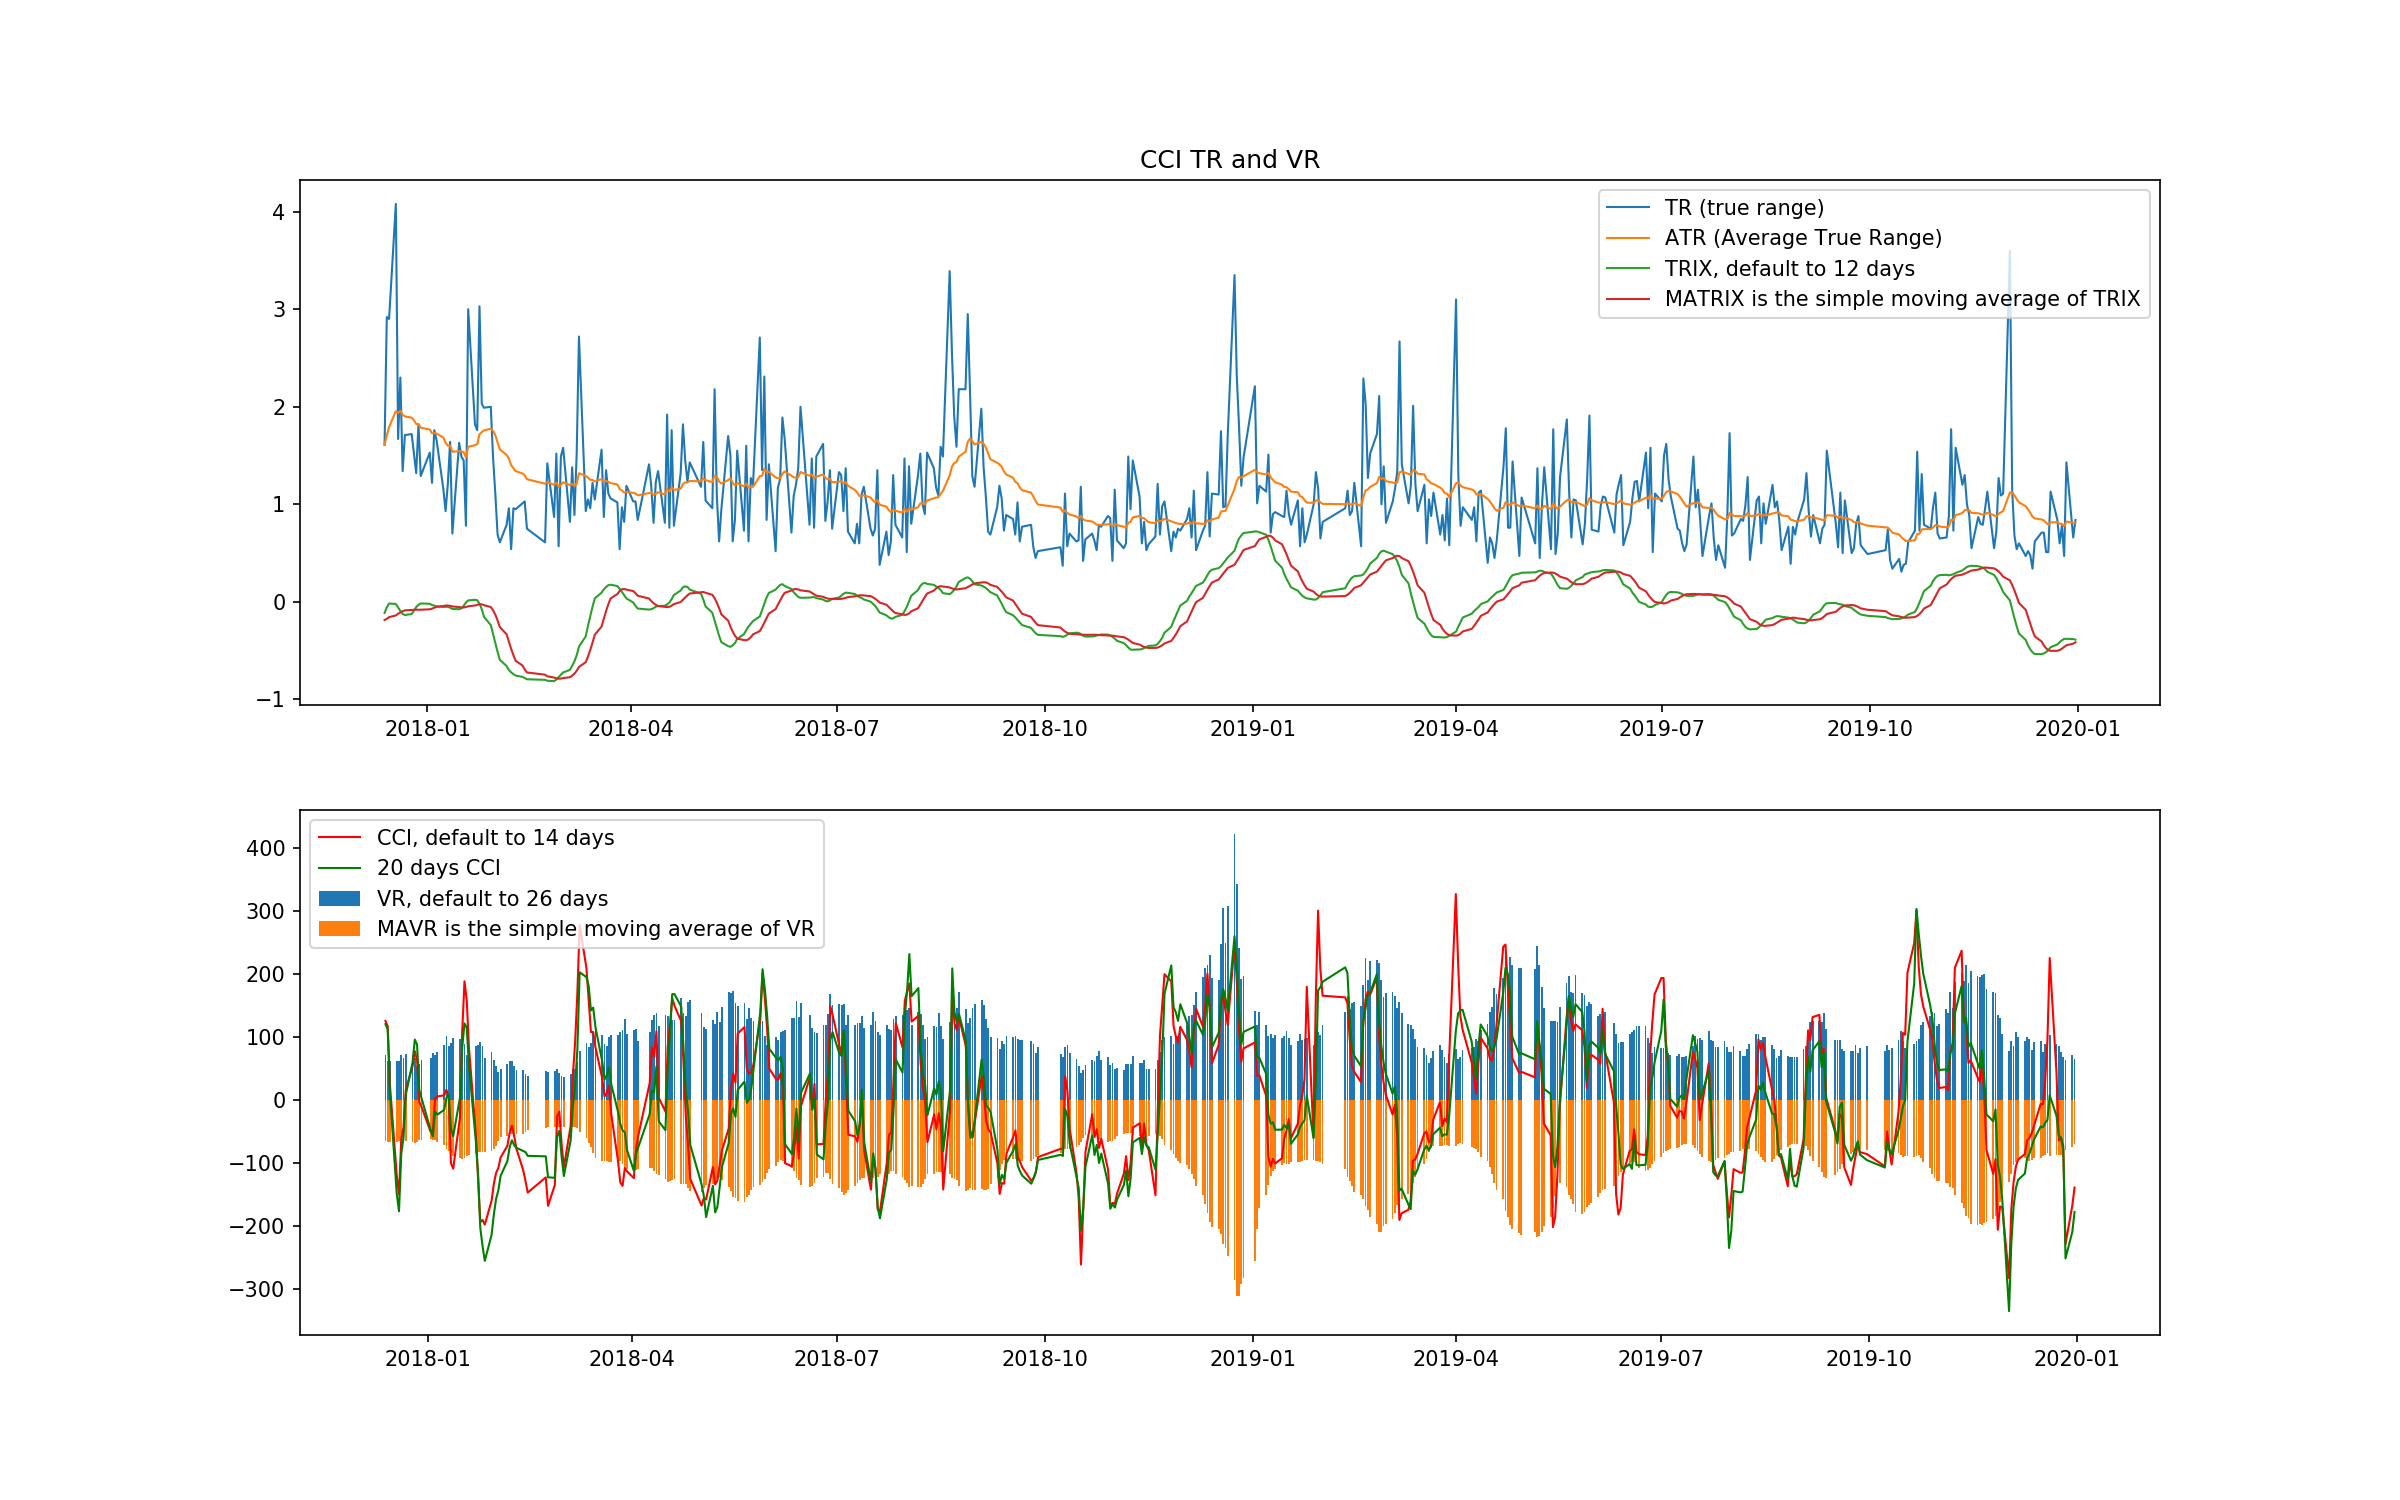 CCI TR and VR
4
3
2
1
0
−1
TR (true range)
ATR (Average True Range)
TRIX, default to 12 days
MATRIX is the simple moving average of TRIX
2018-01 2018-04 2018-07 2018-10 2019-01 2019-04 2019-07 2019-10 2020-01
400
300
200
100
0
−100
−200
−300
CCI, default to 14 days
20 days CCI
VR, default to 26 days
MAVR is the simple moving average of VR
2018-01 2018-04 2018-07 2018-10 2019-01 2019-04 2019-07 2019-10 2020-01